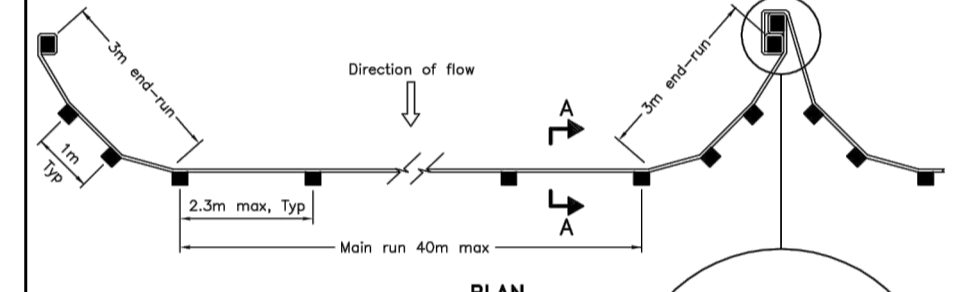 3m end-run
Direction of flow
3m end-run
A
1m
Typ
2.3m max, Typ
A
Main run 40m max
PLAN